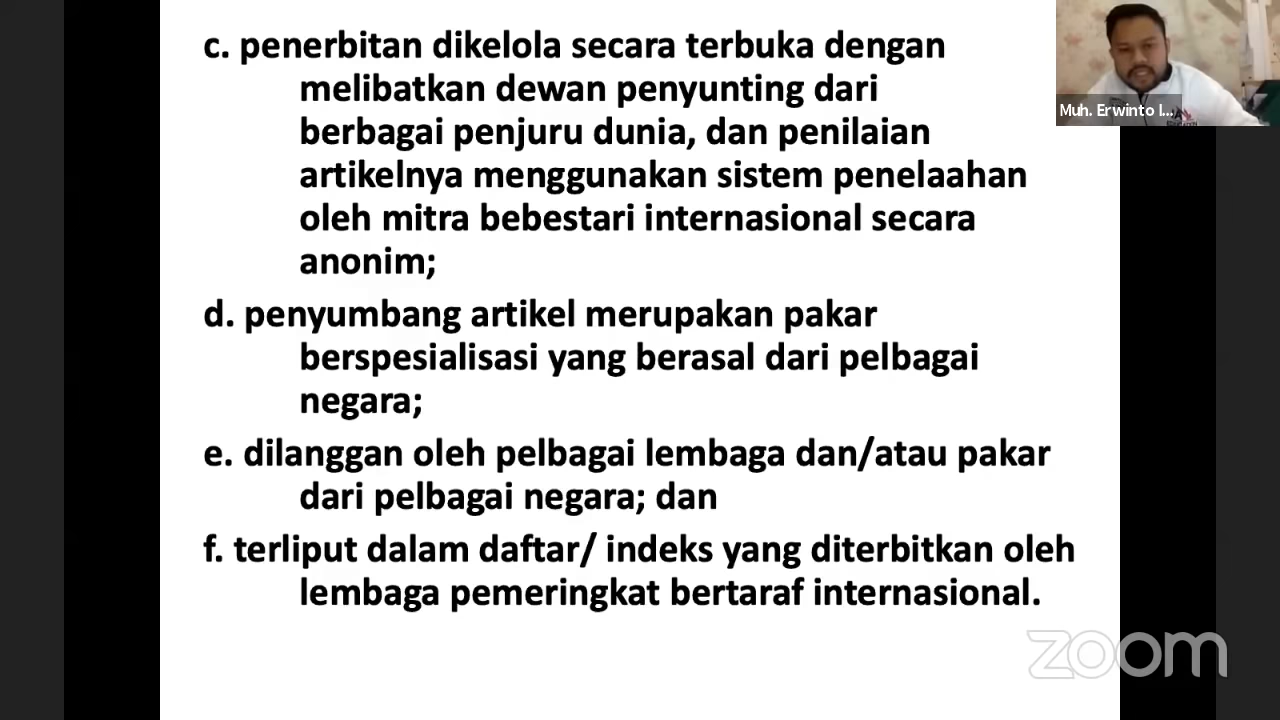 c. penerbitan dikelola secara terbuka dengan
melibatkan dewan penyunting dari
berbagai penjuru dunia, dan penilaian
artikelnya menggunakan sistem penelaahan
oleh mitra bebestari internasional secara
anonim;
d. penyumbang artikel merupakan pakar
berspesialisasi yang berasal dari pelbagai
negara;
e. dilanggan oleh pelbagai lembaga dan/atau pakar
dari pelbagai negara; dan
f. terliput dalam daftar/ indeks yang diterbitkan oleh
lembaga pemeringkat bertaraf internasional.
Muh. Erwinto I...
zoom